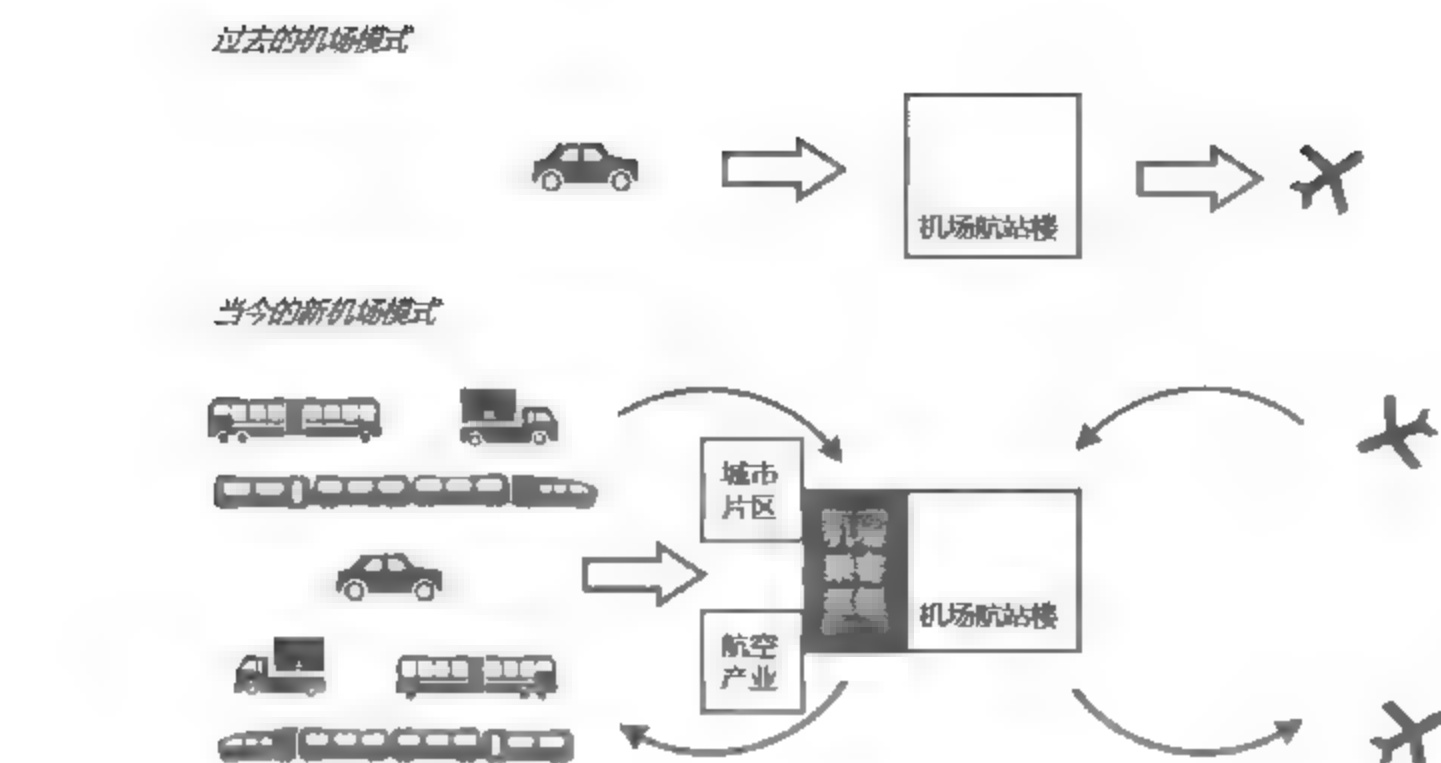 过去的机场模式
机场航站楼
当今的新机场模式
城市
片区
机场航站楼
航空
产业